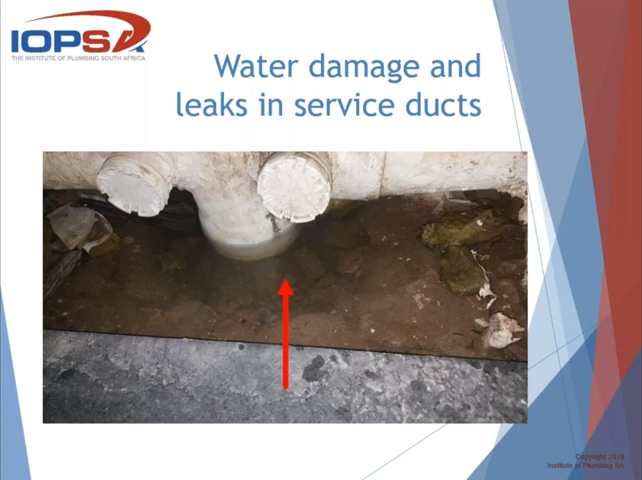 IOPSA
THE INSTITUTE OF PLUMBING SOUTH AFRICA
Water damage and
leaks in service ducts
Copyright 2019
Institute of Plumbing SA